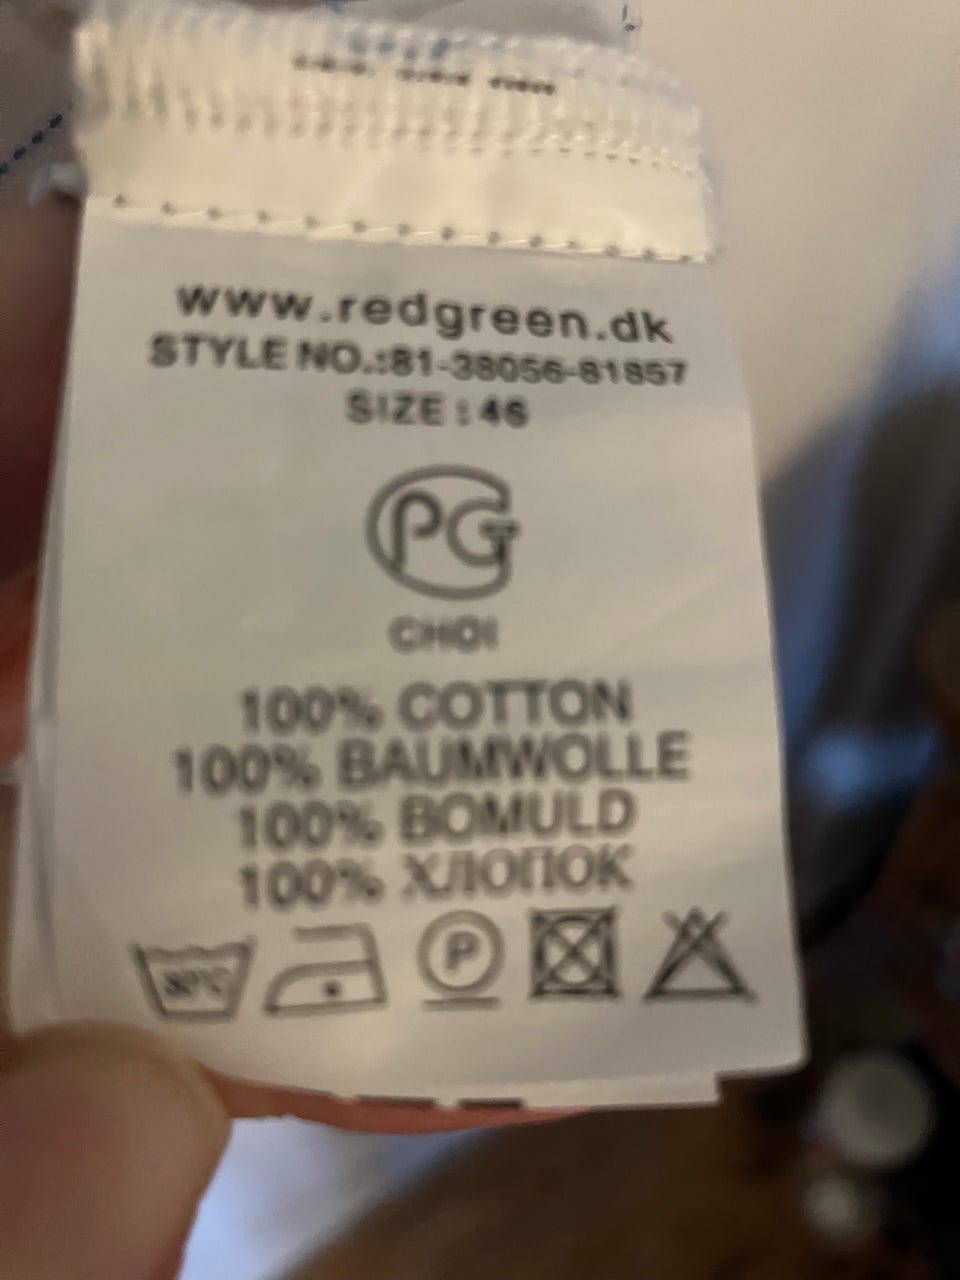 www.redgreen.dk
STYLE NO.:81-38056-81857
SIZE : 46
PG
CHOI
100% COTTON
100% BAUMWOLLE
100% BOMULD
100% ХЛОПОК
30°C
P